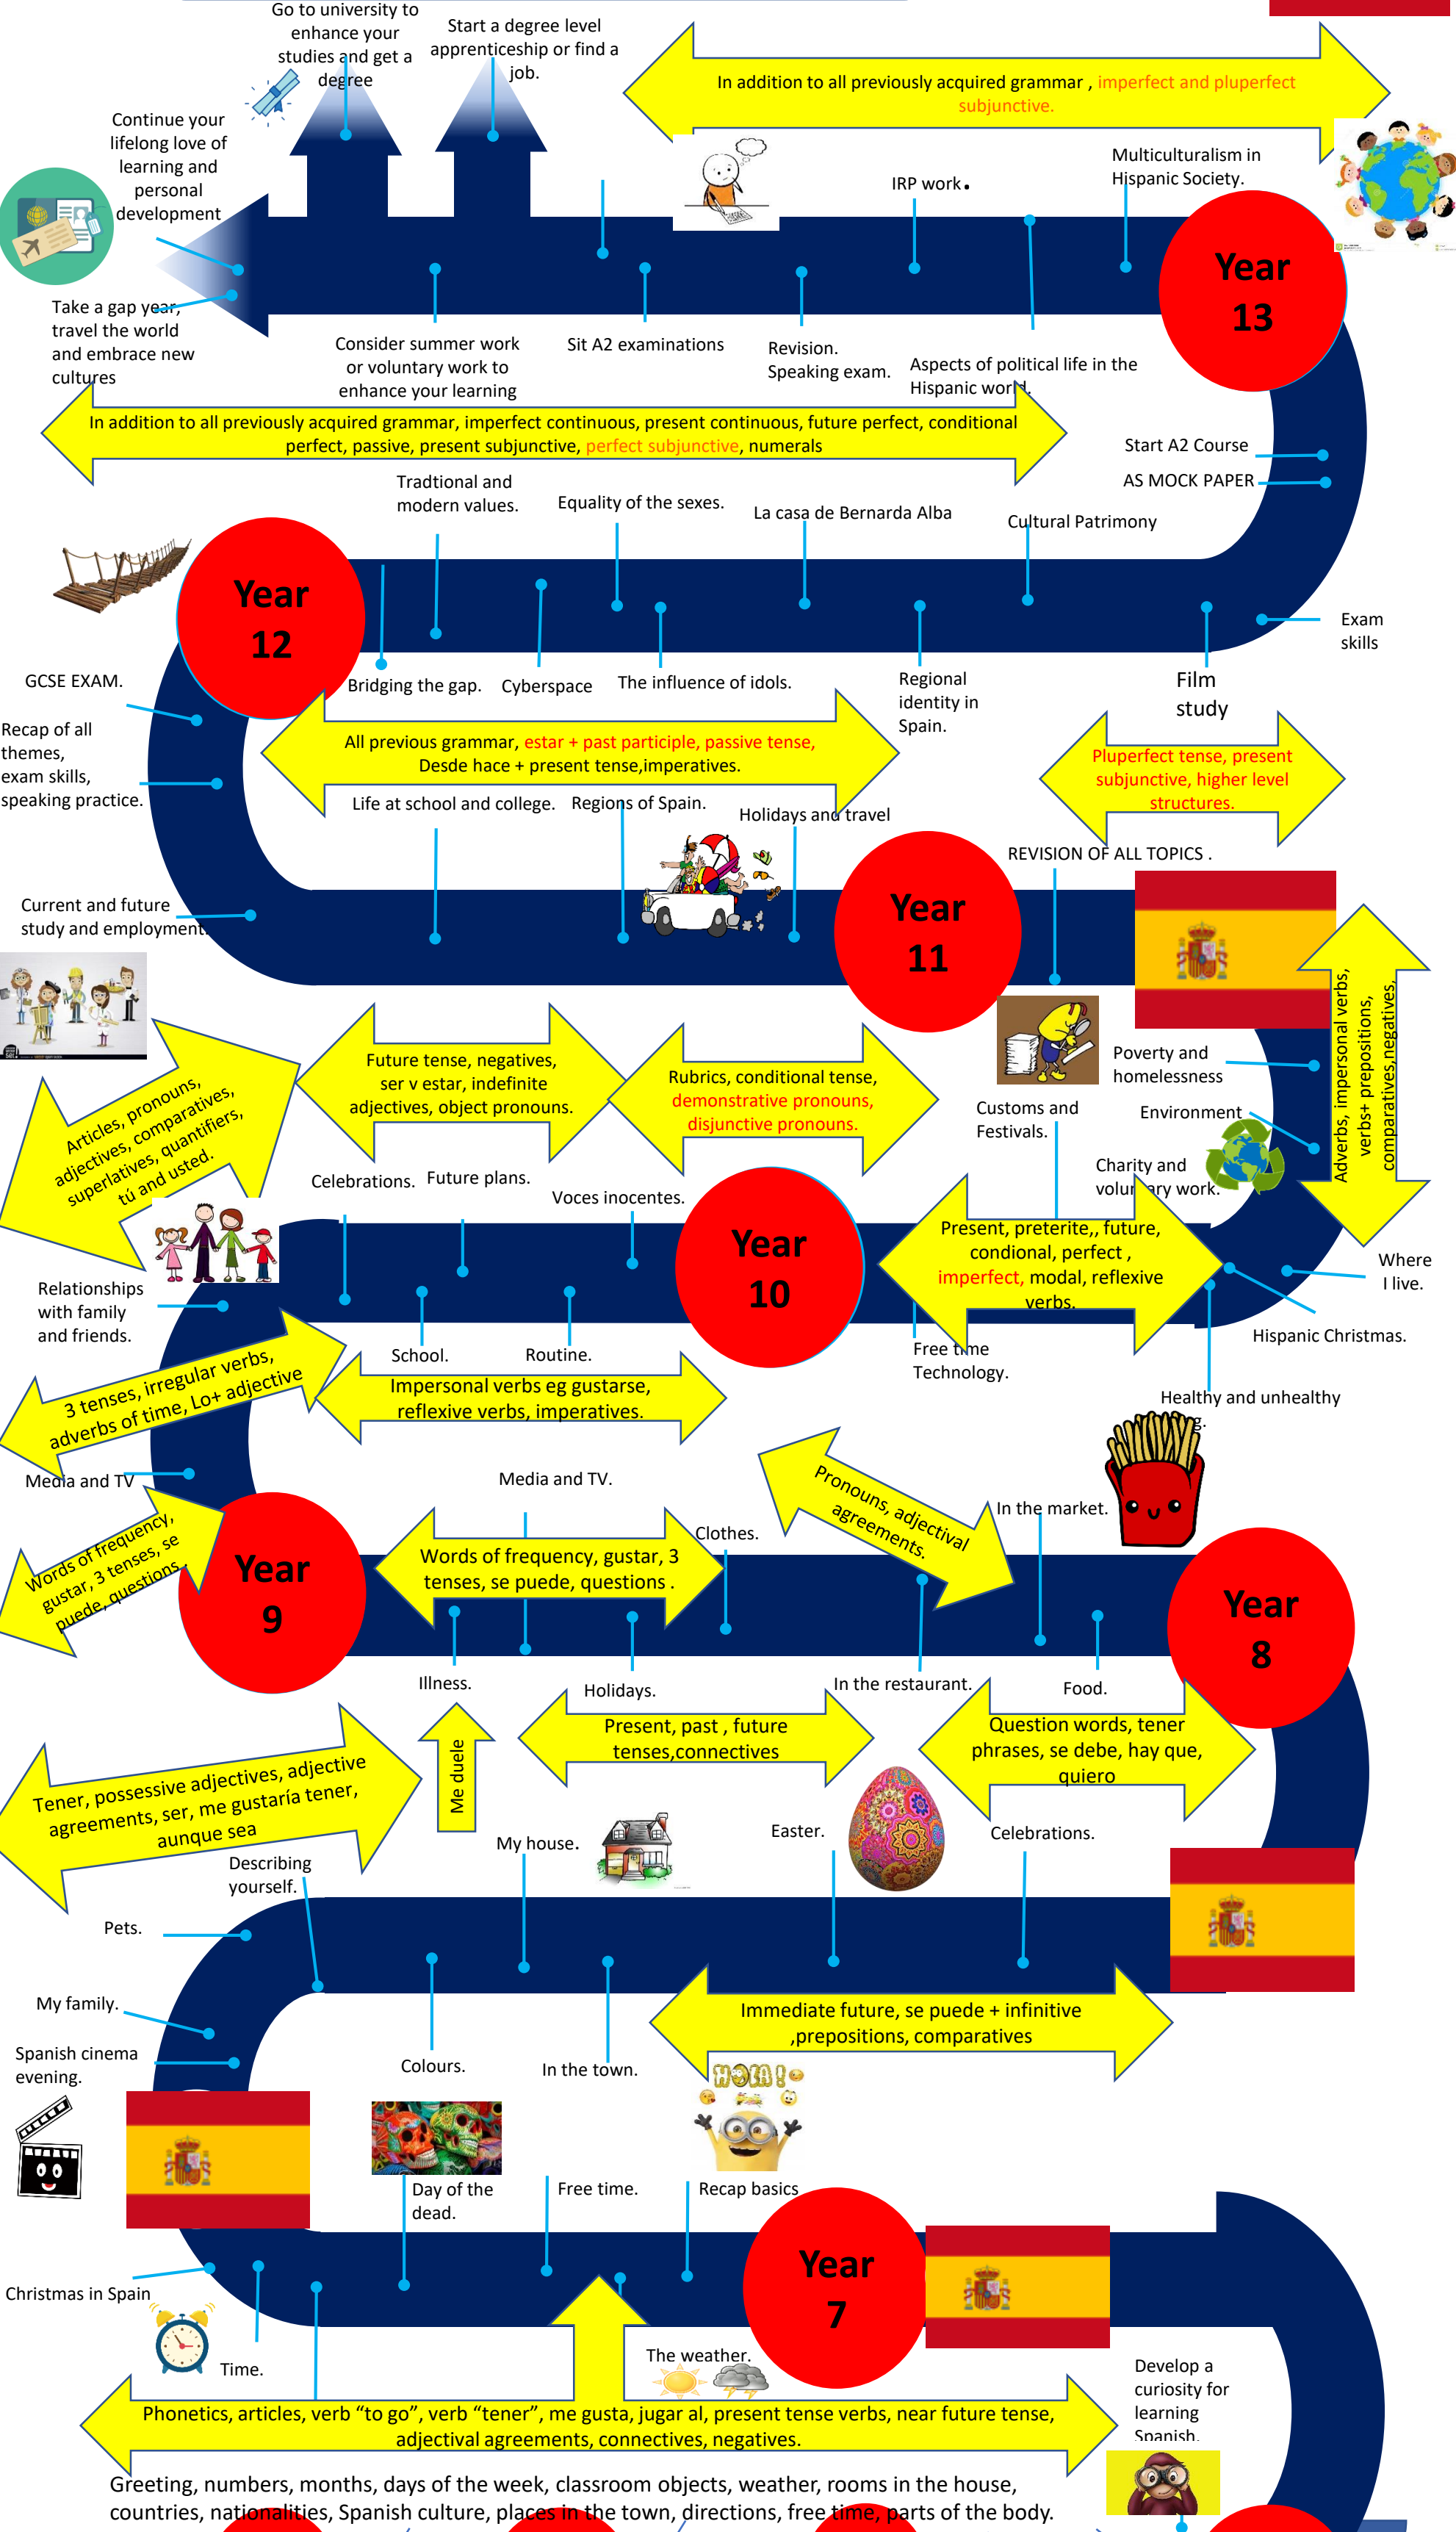 Go to university to
enhance your
studies and get a
degree
Start a degree level
apprenticeship or find a
job.
In addition to all previously acquired grammar , imperfect and pluperfect
subjunctive.
Continue your
lifelong love of
learning and
personal
development
IRP work.
Multiculturalism in
Hispanic Society.
Year
13
Take a gap year,
travel the world
and embrace new
cultures
Consider summer work
or voluntary work to
enhance your learning
Sit A2 examinations
Revision.
Speaking exam.
Aspects of political life in the
Hispanic world.
In addition to all previously acquired grammar, imperfect continuous, present continuous, future perfect, conditional
perfect, passive, present subjunctive, perfect subjunctive, numerals
Start A2 Course
AS MOCK PAPER
Tradtional and
modern values.
Equality of the sexes.
La casa de Bernarda Alba
Cultural Patrimony
Year
12
Exam
skills
GCSE EXAM.
Bridging the gap.
Cyberspace
The influence of idols.
Regional
identity in
Spain.
Film
study
Recap of all
themes,
exam skills,
speaking practice.
All previous grammar, estar + past participle, passive tense,
Desde hace + present tense,imperatives.
Pluperfect tense, present
subjunctive, higher level
structures.
Life at school and college.
Regions of Spain.
Holidays and travel
REVISION OF ALL TOPICS .
Year
11
Current and future
study and employment.
Adverbs, impersonal verbs,
verbs+ prepositions,
comparatives,negatives,
Poverty and
homelessness
Future tense, negatives,
ser v estar, indefinite
adjectives, object pronouns.
Rubrics, conditional tense,
demonstrative pronouns,
disjunctive pronouns.
Customs and
Festivals.
Environment
Articles, pronouns,
adjectives, comparatives,
superlatives, quantifiers,
tú and usted.
Charity and
voluntary work.
Celebrations.
Future plans.
Voces inocentes.
Year
10
Present, preterite,, future,
condional, perfect ,
imperfect, modal, reflexive
verbs.
Where
I live.
Relationships
with family
and friends.
Hispanic Christmas.
School.
Routine.
Free time
Technology.
3 tenses, irregular verbs,
adverbs of time, Lo+ adjective
Impersonal verbs eg gustarse,
reflexive verbs, imperatives.
Healthy and unhealthy
Media and TV
Media and TV.
Pronouns, adjectival
agreements.
In the market.
Clothes.
Words of frequency,
gustar, 3 tenses, se
puede, questions .
Year
9
Words of frequency, gustar, 3
tenses, se puede, questions .
Year
8
Illness.
Holidays.
In the restaurant.
Food.
Present, past , future
tenses,connectives
Question words, tener
phrases, se debe, hay que,
quiero
Me duele
Tener, possessive adjectives, adjective
agreements, ser, me gustaría tener,
aunque sea
My house.
Easter.
Celebrations.
Describing
yourself.
Pets.
My family.
Immediate future, se puede + infinitive
,prepositions, comparatives
Spanish cinema
evening.
Colours.
In the town.
HOLA!
Day of the
dead.
Free time.
Recap basics
Year
7
Christmas in Spain
Time.
The weather.
Develop a
curiosity for
learning
Spanish.
Phonetics, articles, verb “to go”, verb “tener”, me gusta, jugar al, present tense verbs, near future tense,
adjectival agreements, connectives, negatives.
Greeting, numbers, months, days of the week, classroom objects, weather, rooms in the house,
countries, nationalities, Spanish culture, places in the town, directions, free time, parts of the body.